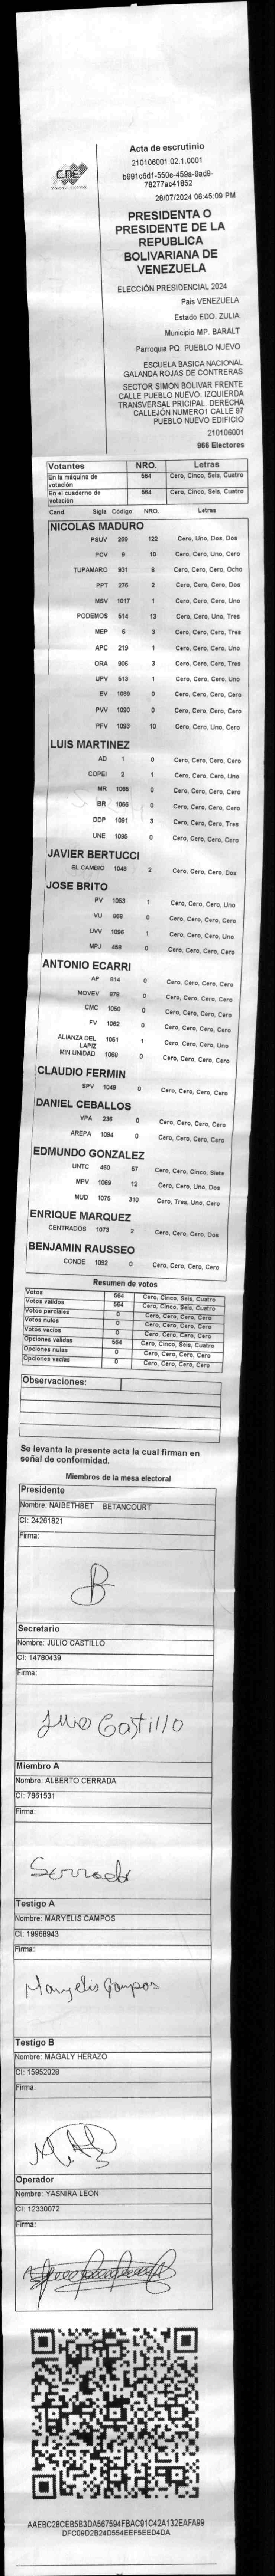 Acta de escrutinio
210106001.02.1.0001
b991c6d1-550e-459a-9ad9-
78277ac41852
28/07/2024 06:45:09 PM
CNE
PRESIDENTA O
PRESIDENTE DE LA
REPUBLICA
BOLIVARIANA DE
VENEZUELA
ELECCIÓN PRESIDENCIAL 2024
Pais VENEZUELA
Estado EDO. ZULIA
Municipio MP. BARALT
Parroquia PQ. PUEBLO NUEVO
ESCUELA BASICA NACIONAL
GALANDA ROJAS DE CONTRERAS
SECTOR SIMON BOLIVAR FRENTE
CALLE PUEBLO NUEVO. IZQUIERDA
TRANSVERSAL PRICIPAL. DERECHA
CALLEJÓN NUMERO1 CALLE 97
PUEBLO NUEVO EDIFICIO
210106001
966 Electores
Votantes NRO. Letras
En la máquina de votación 564 Cero, Cinco, Seis, Cuatro
En el cuaderno de votación 564 Cero, Cinco, Seis, Cuatro
Cand. Sigla Código NRO. Letras
NICOLAS MADURO
PSUV 269 122 Cero, Uno, Dos, Dos
PCV 9 10 Cero, Cero, Uno, Cero
TUPAMARO 931 8 Cero, Cero, Cero, Ocho
PPT 276 2 Cero, Cero, Cero, Dos
MSV 1017 1 Cero, Cero, Cero, Uno
PODEMOS 514 13 Cero, Cero, Uno, Tres
MEP 6 3 Cero, Cero, Cero, Tres
APC 219 1 Cero, Cero, Cero, Uno
ORA 906 3 Cero, Cero, Cero, Tres
UPV 513 1 Cero, Cero, Cero, Uno
EV 1089 0 Cero, Cero, Cero, Cero
PVV 1090 0 Cero, Cero, Cero, Cero
PFV 1093 10 Cero, Cero, Uno, Cero
LUIS MARTINEZ
AD 1 0 Cero, Cero, Cero, Cero
COPEI 2 1 Cero, Cero, Cero, Uno
MR 1065 0 Cero, Cero, Cero, Cero
BR 1066 0 Cero, Cero, Cero, Cero
DDP 1091 3 Cero, Cero, Cero, Tres
UNE 1095 0 Cero, Cero, Cero, Cero
JAVIER BERTUCCI
EL CAMBIO 1048 2 Cero, Cero, Cero, Dos
JOSE BRITO
PV 1053 1 Cero, Cero, Cero, Uno
VU 868 0 Cero, Cero, Cero, Cero
UVV 1096 1 Cero, Cero, Cero, Uno
MPJ 458 0 Cero, Cero, Cero, Cero
ANTONIO ECARRI
AP 814 0 Cero, Cero, Cero, Cero
MOVEV 878 0 Cero, Cero, Cero, Cero
CMC 1050 0 Cero, Cero, Cero, Cero
FV 1062 0 Cero, Cero, Cero, Cero
ALIANZA DEL LAPIZ 1051 1 Cero, Cero, Cero, Uno
MIN UNIDAD 1069 0 Cero, Cero, Cero, Cero
CLAUDIO FERMIN
SPV 1049 0 Cero, Cero, Cero, Cero
DANIEL CEBALLOS
VPA 236 0 Cero, Cero, Cero, Cero
AREPA 1094 0 Cero, Cero, Cero, Cero
EDMUNDO GONZALEZ
UNTC 460 57 Cero, Cero, Cinco, Siete
MPV 1069 12 Cero, Cero, Uno, Dos
MUD 1075 310 Cero, Tres, Uno, Cero
ENRIQUE MARQUEZ
CENTRADOS 1073 2 Cero, Cero, Cero, Dos
BENJAMIN RAUSSEO
CONDE 1092 0 Cero, Cero, Cero, Cero
Resumen de votos
Votos 564 Cero, Cinco, Seis, Cuatro
Votos validos 564 Cero, Cinco, Seis, Cuatro
Votos parciales 0 Cero, Cero, Cero, Cero
Votos nulos 0 Cero, Cero, Cero, Cero
Votos vacios 0 Cero, Cero, Cero, Cero
Opciones validas 564 Cero, Cinco, Seis, Cuatro
Opciones nulas 0 Cero, Cero, Cero, Cero
Opciones vacías 0 Cero, Cero, Cero, Cero
Observaciones:
Se levanta la presente acta la cual firman en
señal de conformidad.
Miembros de la mesa electoral
Presidente
Nombre: NAIBETHBET BETANCOURT
CI: 24261821
Firma:
Secretario
Nombre: JULIO CASTILLO
CI: 14780439
Firma:
Julio Castillo
Miembro A
Nombre: ALBERTO CERRADA
CI: 7861531
Firma:
Testigo A
Nombre: MARYELIS CAMPOS
CI: 19968943
Firma:
Maryelis Campos
Testigo B
Nombre: MAGALY HERAZO
CI: 15952028
Firma:
Operador
Nombre: YASNIRA LEON
CI: 12330072
Firma:
AAEBC28CEB5B3DA567594FBAC91C42A132EAFA99
DFC09D2B24D554EEF5EED4DA